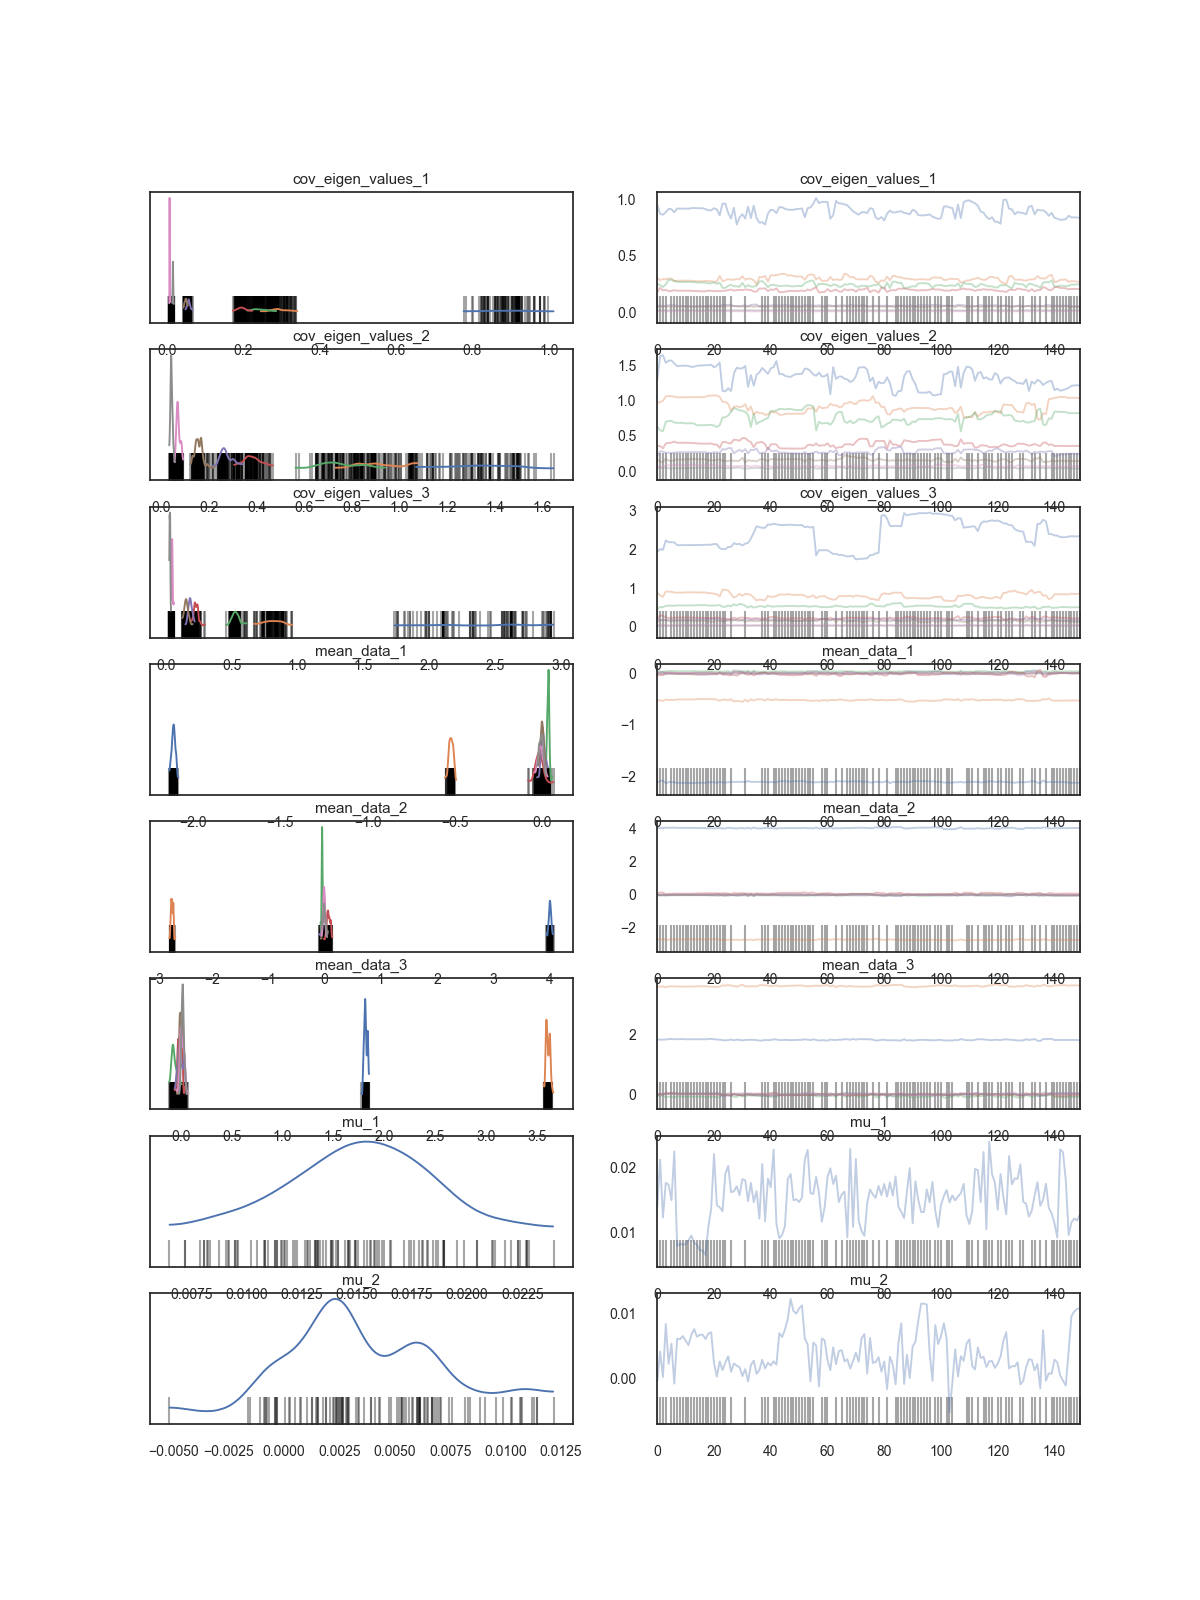 cov_eigen_values_1 cov_eigen_values_1
1.0
0.5
0.0
0.0 0.2 0.4 0.6 0.8 1.0 0 20 40 60 80 100 120 140
cov_eigen_values_2 cov_eigen_values_2
1.5
1.0
0.5
0.0
0.0 0.2 0.4 0.6 0.8 1.0 1.2 1.4 1.6 0 20 40 60 80 100 120 140
cov_eigen_values_3 cov_eigen_values_3
3
2
1
0
0.0 0.5 1.0 1.5 2.0 2.5 3.0 0 20 40 60 80 100 120 140
mean_data_1 mean_data_1
0
−1
−2
−2.0 −1.5 −1.0 −0.5 0.0 0 20 40 60 80 100 120 140
mean_data_2 mean_data_2
4
2
0
−2
−3 −2 −1 0 1 2 3 4 0 20 40 60 80 100 120 140
mean_data_3 mean_data_3
2
0
0.0 0.5 1.0 1.5 2.0 2.5 3.0 3.5 0 20 40 60 80 100 120 140
mu_1 mu_1
0.02
0.01
0.0075 0.0100 0.0125 0.0150 0.0175 0.0200 0.0225 0 20 40 60 80 100 120 140
mu_2 mu_2
0.01
0.00
−0.0050 −0.0025 0.0000 0.0025 0.0050 0.0075 0.0100 0.0125 0 20 40 60 80 100 120 140